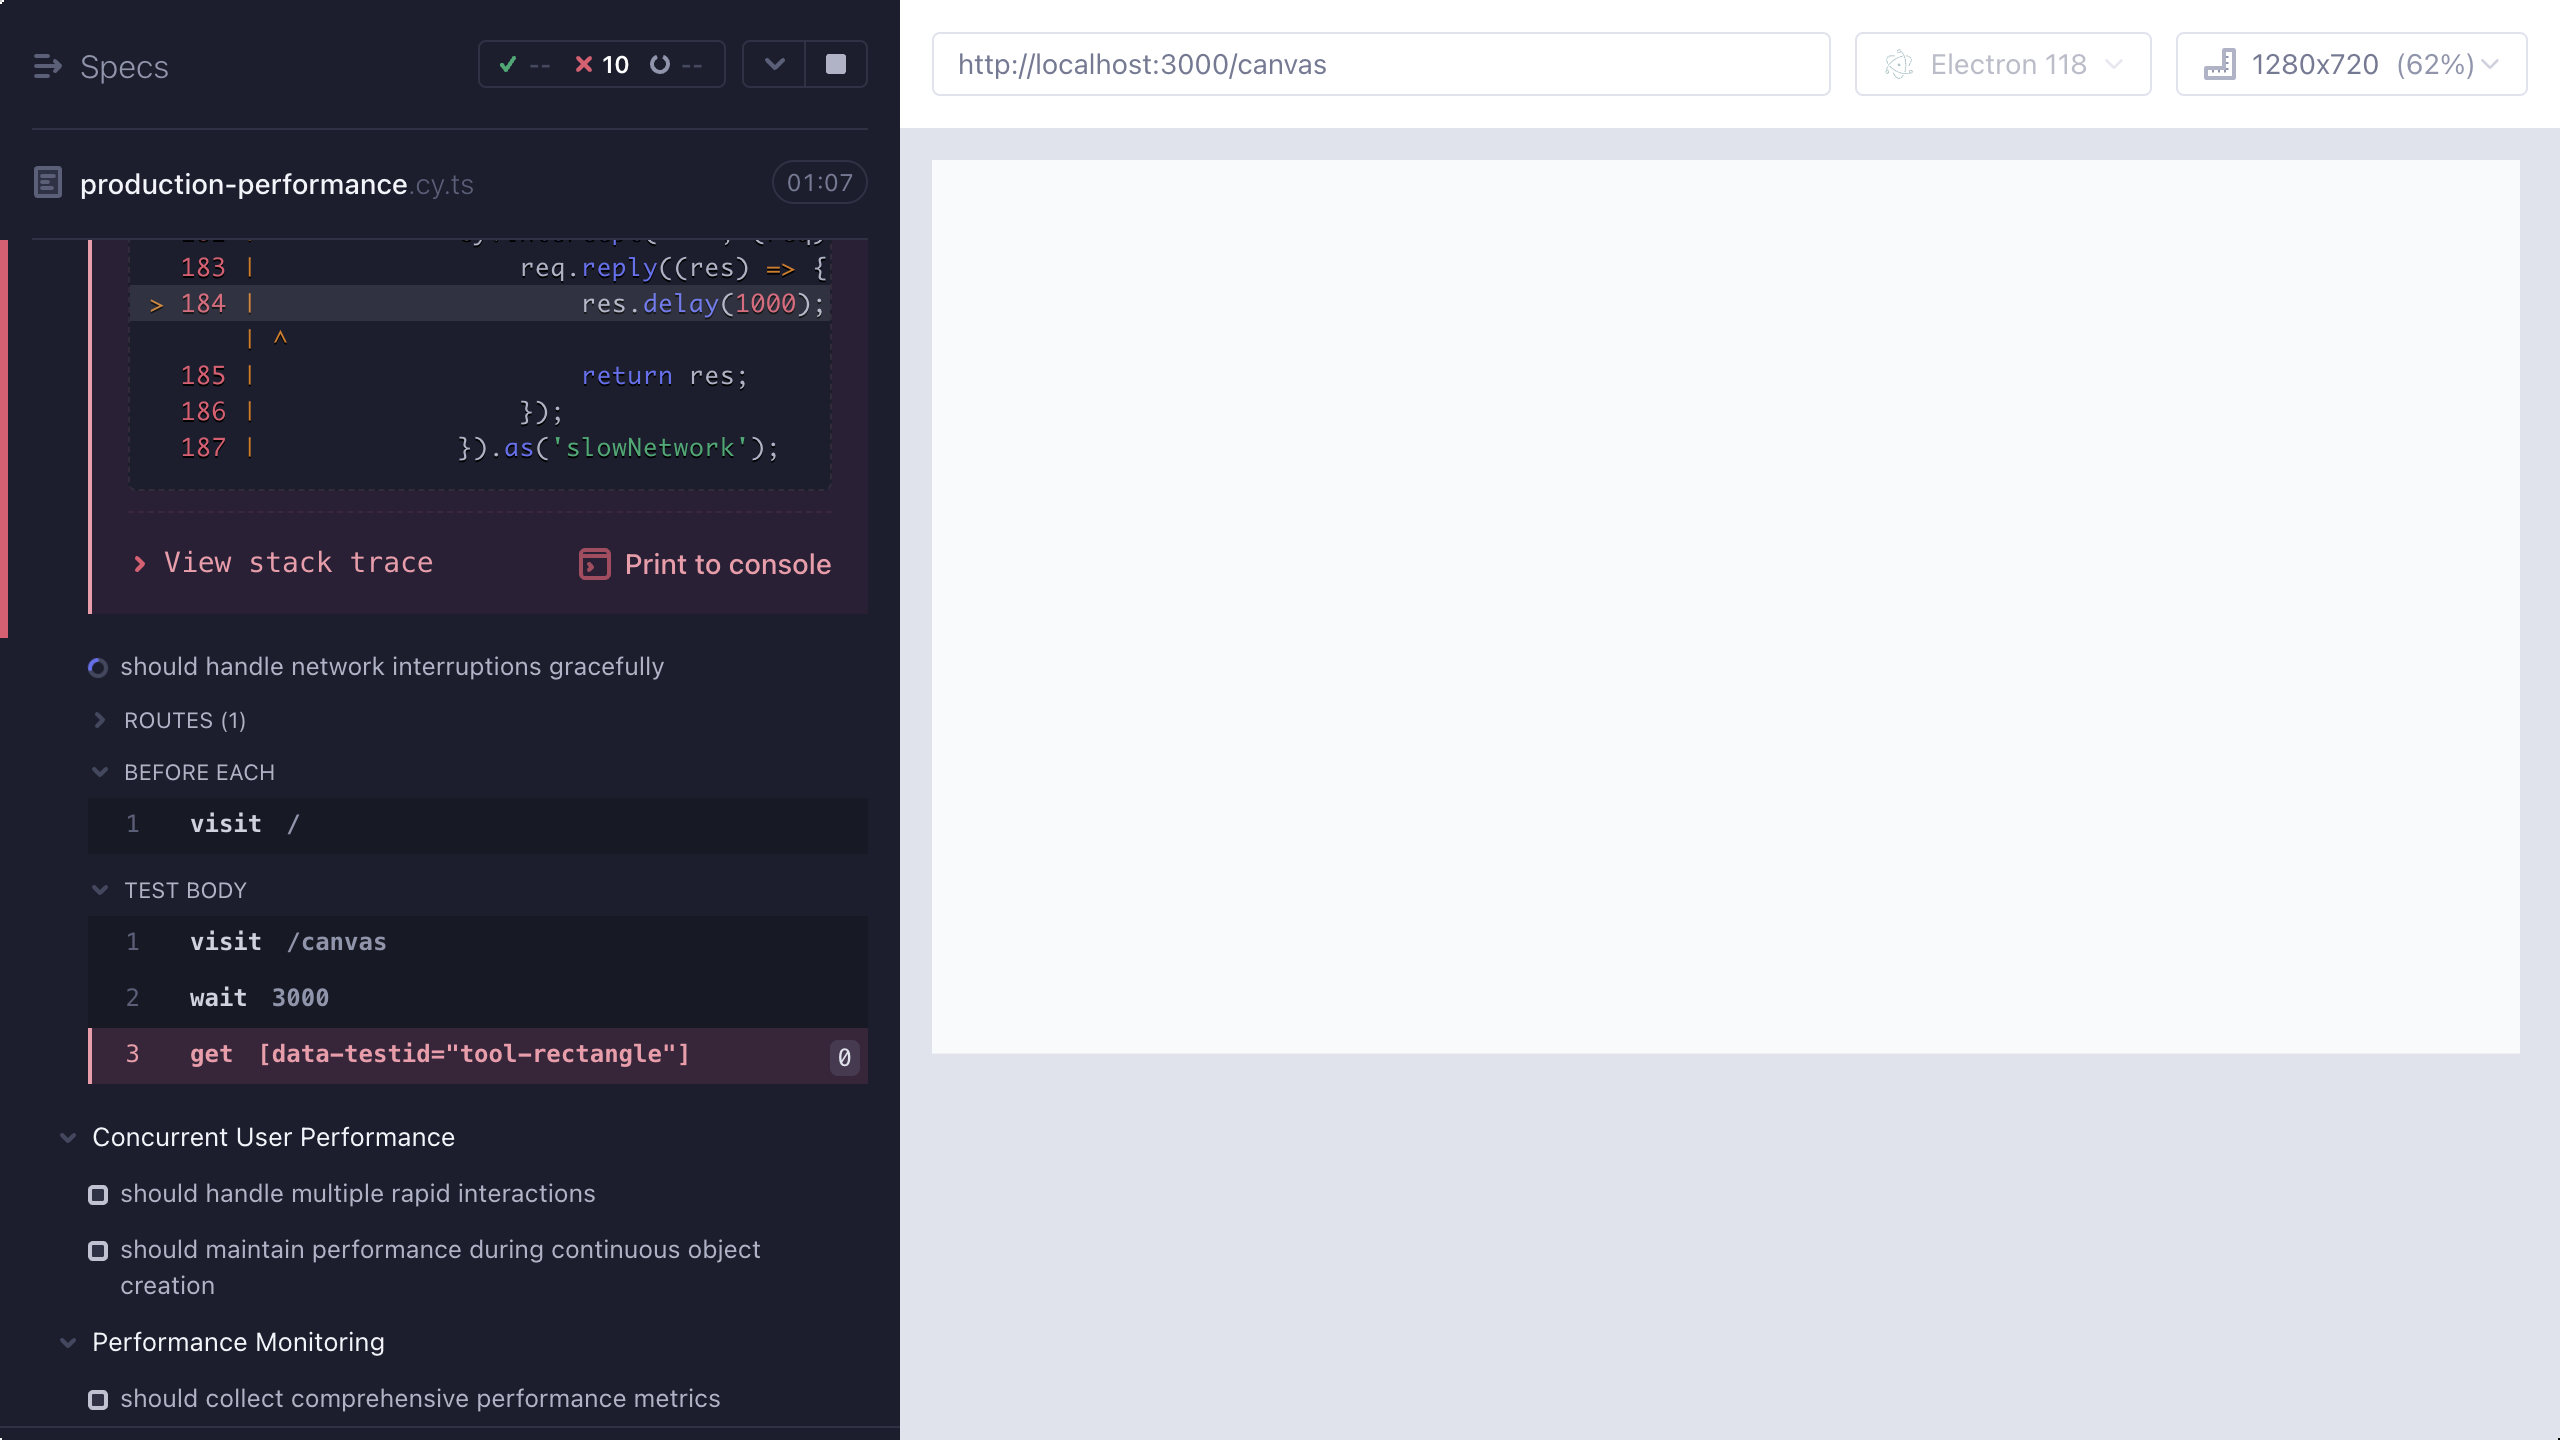 Specs
-- 10 --
production-performance.cy.ts
01:07
183 | req.reply((res) => {
> 184 | res.delay(1000);
| ^
185 | return res;
186 | });
187 | }).as('slowNetwork');
View stack trace
Print to console
should handle network interruptions gracefully
ROUTES (1)
BEFORE EACH
1 visit /
TEST BODY
1 visit /canvas
2 wait 3000
3 get [data-testid="tool-rectangle"] 0
Concurrent User Performance
should handle multiple rapid interactions
should maintain performance during continuous object
creation
Performance Monitoring
should collect comprehensive performance metrics
http://localhost:3000/canvas
Electron 118
1280x720 (62%)